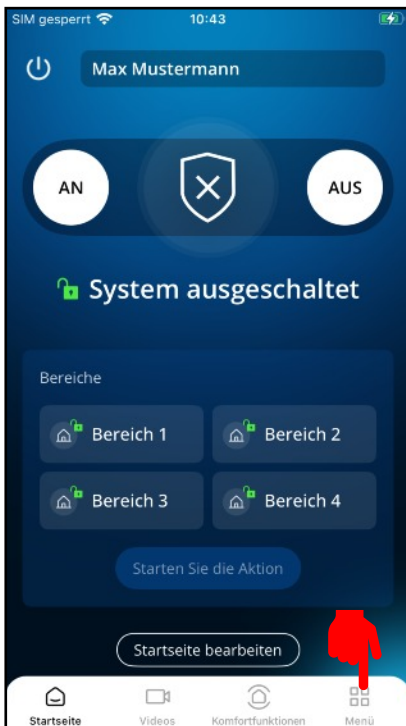 SIM gesperrt 10:43
Max Mustermann
AN AUS
System ausgeschaltet
Bereiche
Bereich 1 Bereich 2
Bereich 3 Bereich 4
Starten Sie die Aktion
Startseite bearbeiten
Startseite Videos Komfortfunktionen Menü